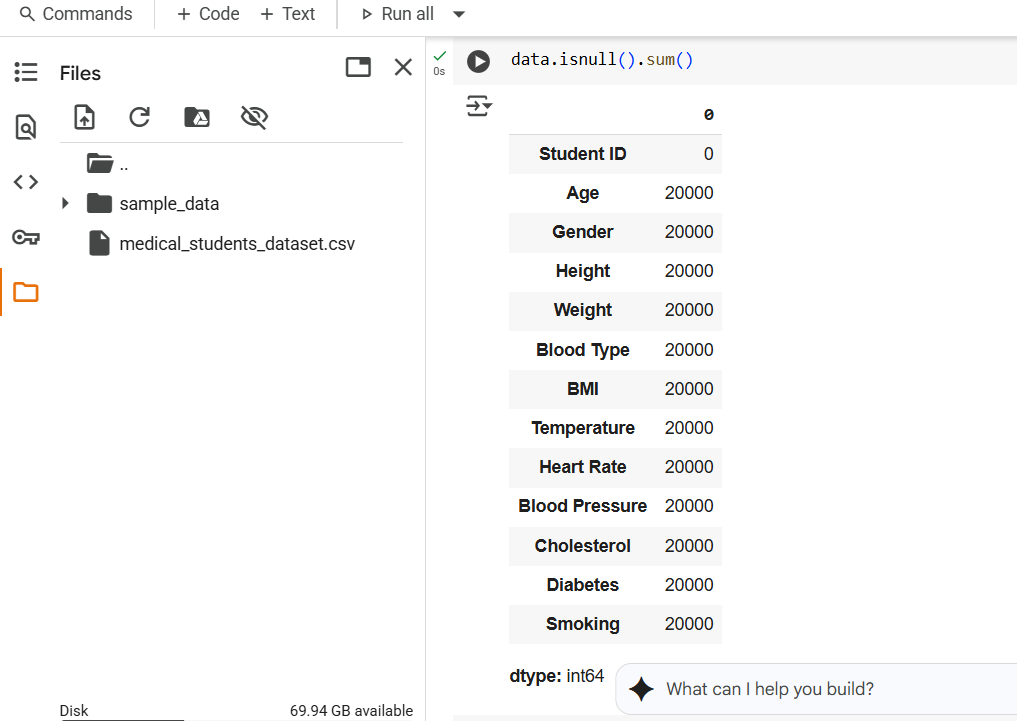 Commands
+ Code + Text
Run all
Files
..
sample_data
medical_students_dataset.csv
Disk
69.94 GB available
0s
data.isnull().sum()
0
Student ID 0
Age 20000
Gender 20000
Height 20000
Weight 20000
Blood Type 20000
BMI 20000
Temperature 20000
Heart Rate 20000
Blood Pressure 20000
Cholesterol 20000
Diabetes 20000
Smoking 20000
dtype: int64
What can I help you build?